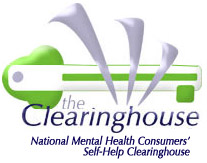 the
Clearinghouse
National Mental Health Consumers'
Self-Help Clearinghouse